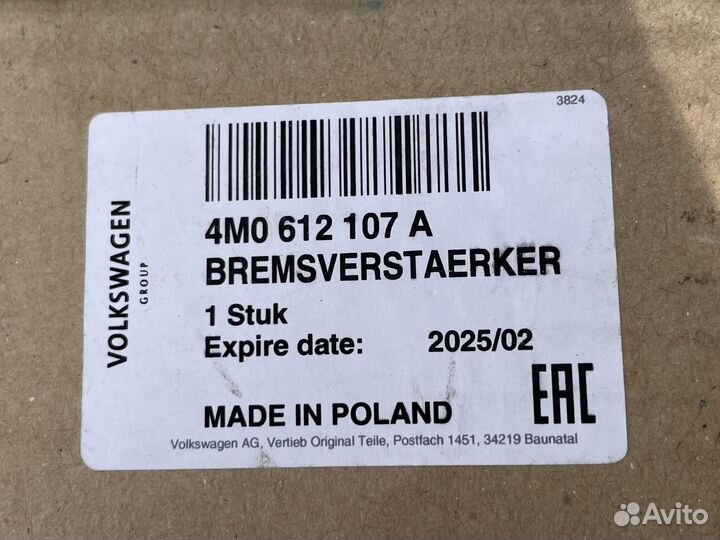 3824
VOLKSWAGEN
GROUP
4M0 612 107 A
BREMSVERSTAERKER
1 Stuk
Expire date: 2025/02
MADE IN POLAND
EAC
Volkswagen AG, Vertieb Original Teile, Postfach 1451, 34219 Baunatal
Avito